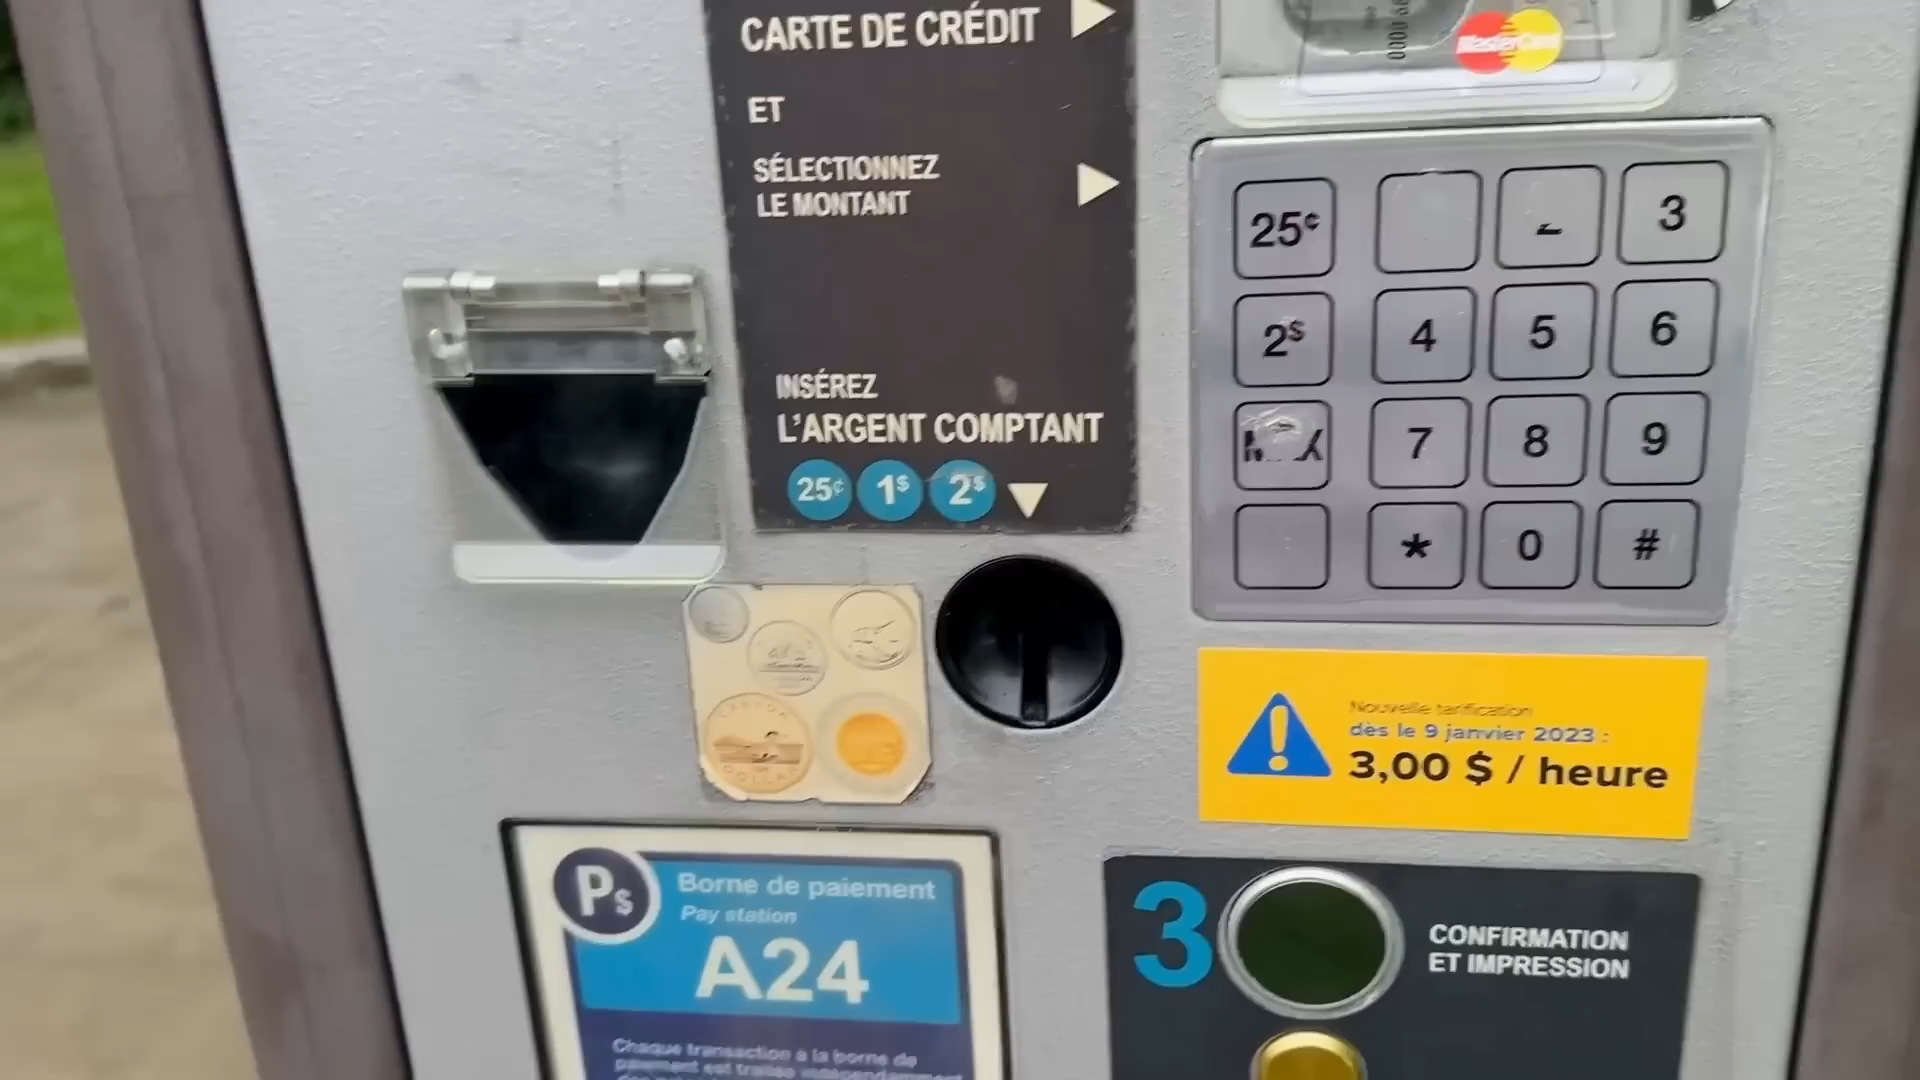 CARTE DE CRÉDIT
ET
SÉLECTIONNEZ
LE MONTANT
INSÉREZ
L'ARGENT COMPTANT
25¢ 1$ 2$
MasterCard
25¢ 3
2$ 4 5 6
7 8 9
* 0 #
Nouvelle tarification
dès le 9 janvier 2023 :
3,00 $ / heure
P$
Borne de paiement
Pay station
A24
Chaque transaction à la borne de
paiement est traitée indépendamment
3
CONFIRMATION
ET IMPRESSION